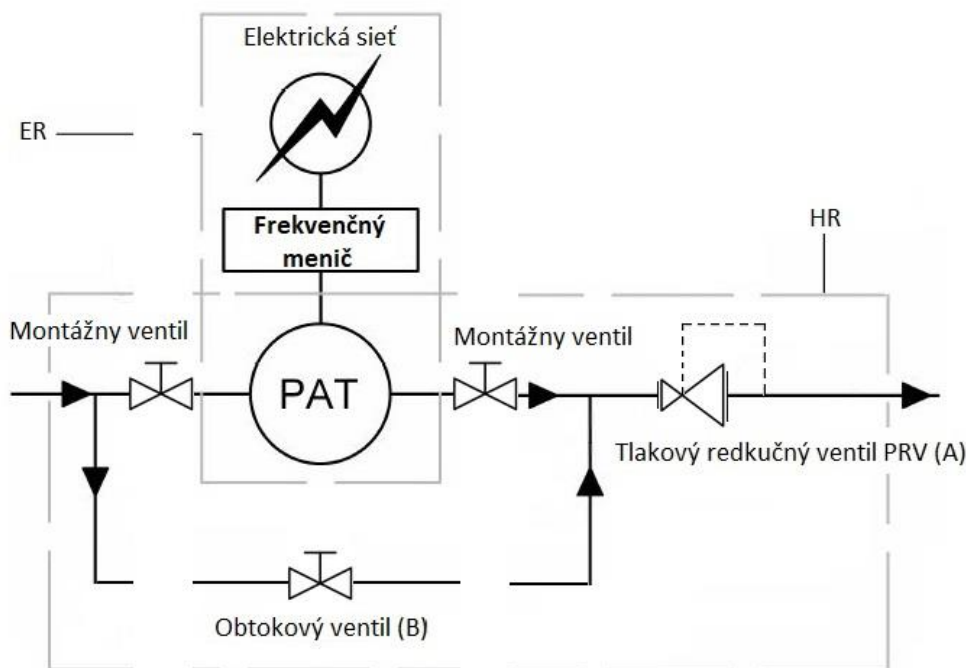 Elektrická sieť
ER
Frekvenčný
menič
HR
Montážny ventil
Montážny ventil
PAT
Tlakový redkučný ventil PRV (A)
Obtokový ventil (B)